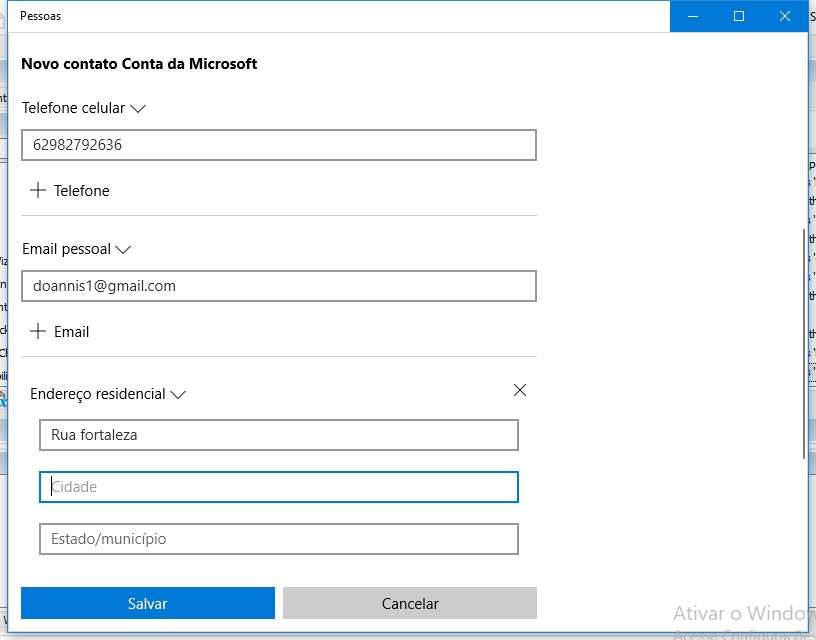 Pessoas
Novo contato Conta da Microsoft
Telefone celular
62982792636
Telefone
Email pessoal
doannis1@gmail.com
Email
Endereço residencial
Rua fortaleza
Cidade
Estado/município
Salvar
Cancelar
Ativar o Window
Acesse Configurações